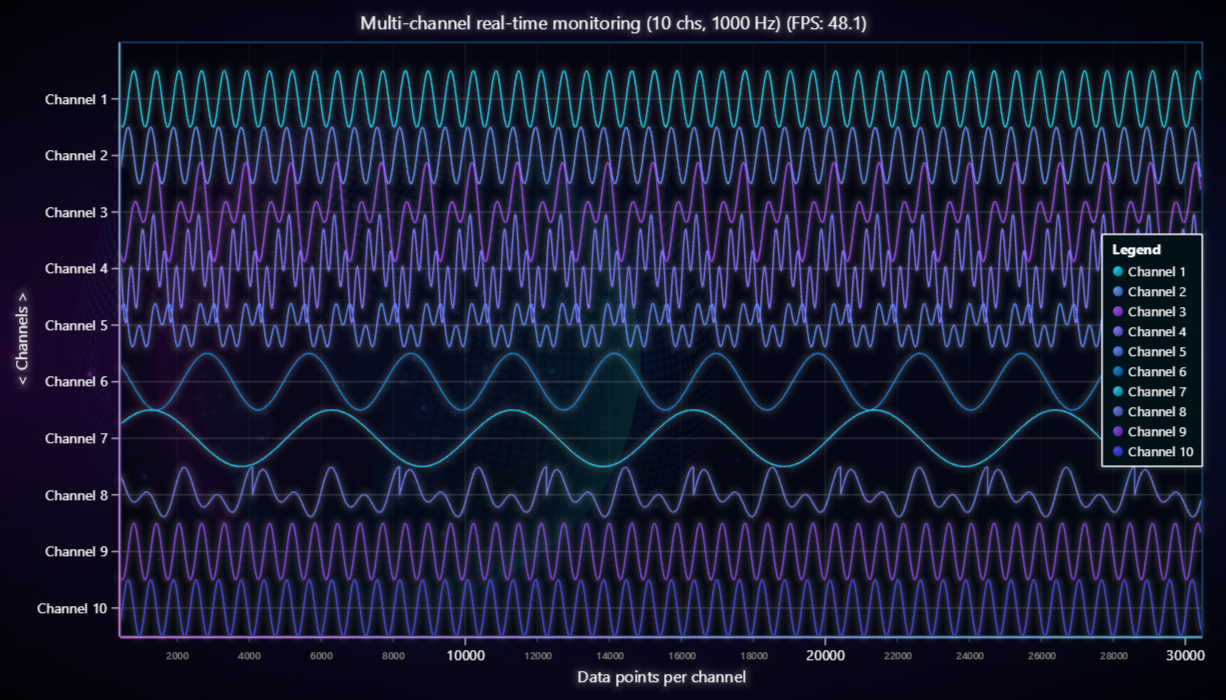 Multi-channel real-time monitoring (10 chs, 1000 Hz) (FPS: 48.1)
< Channels >
Channel 1
Channel 2
Channel 3
Channel 4
Channel 5
Channel 6
Channel 7
Channel 8
Channel 9
Channel 10
Legend
Channel 1
Channel 2
Channel 3
Channel 4
Channel 5
Channel 6
Channel 7
Channel 8
Channel 9
Channel 10
2000 4000 6000 8000 10000 12000 14000 16000 18000 20000 22000 24000 26000 28000 30000
Data points per channel